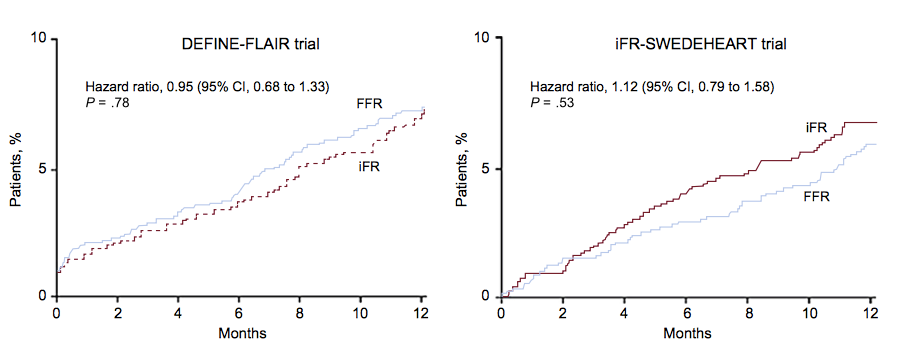 DEFINE-FLAIR trial
Hazard ratio, 0.95 (95% CI, 0.68 to 1.33)
P = .78
Patients, %
10
5
0
FFR
iFR
0 2 4 6 8 10 12
Months
iFR-SWEDEHEART trial
Hazard ratio, 1.12 (95% CI, 0.79 to 1.58)
P = .53
Patients, %
10
5
0
iFR
FFR
0 2 4 6 8 10 12
Months